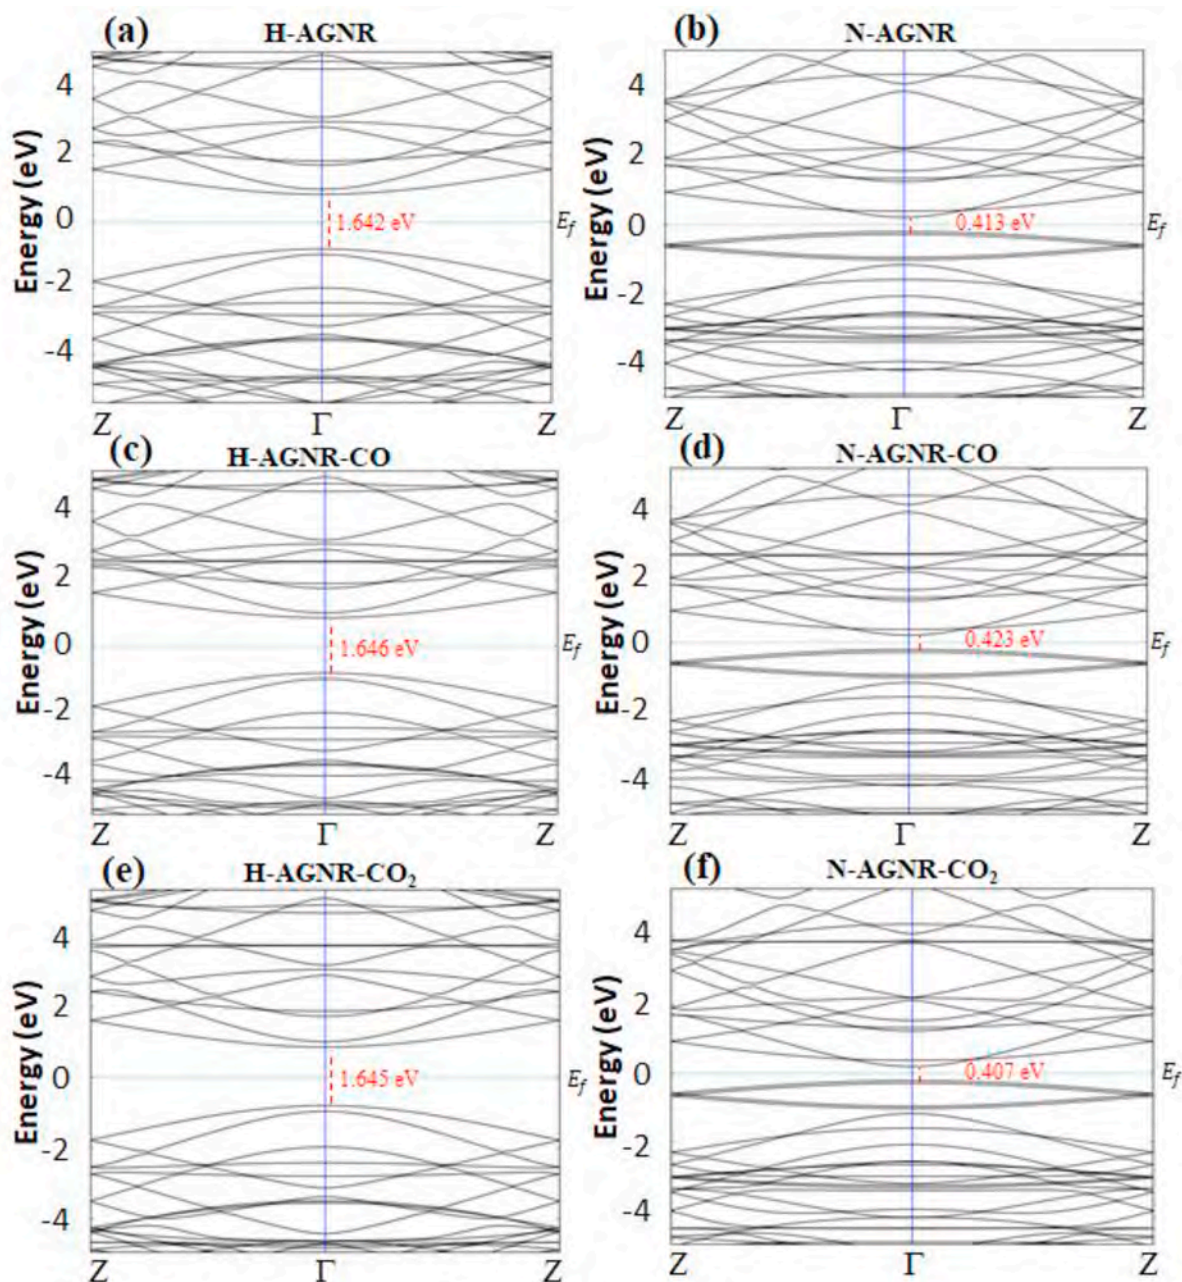 (a) H-AGNR
Energy (eV)
4
2
0
-2
-4
1.642 eV
E_f
Z Γ Z
(b) N-AGNR
Energy (eV)
4
2
0
-2
-4
0.413 eV
E_f
Z Γ Z
(c) H-AGNR-CO
Energy (eV)
4
2
0
-2
-4
1.646 eV
E_f
Z Γ Z
(d) N-AGNR-CO
Energy (eV)
4
2
0
-2
-4
0.423 eV
E_f
Z Γ Z
(e) H-AGNR-CO₂
Energy (eV)
4
2
0
-2
-4
1.645 eV
E_f
Z Γ Z
(f) N-AGNR-CO₂
Energy (eV)
4
2
0
-2
-4
0.407 eV
E_f
Z Γ Z